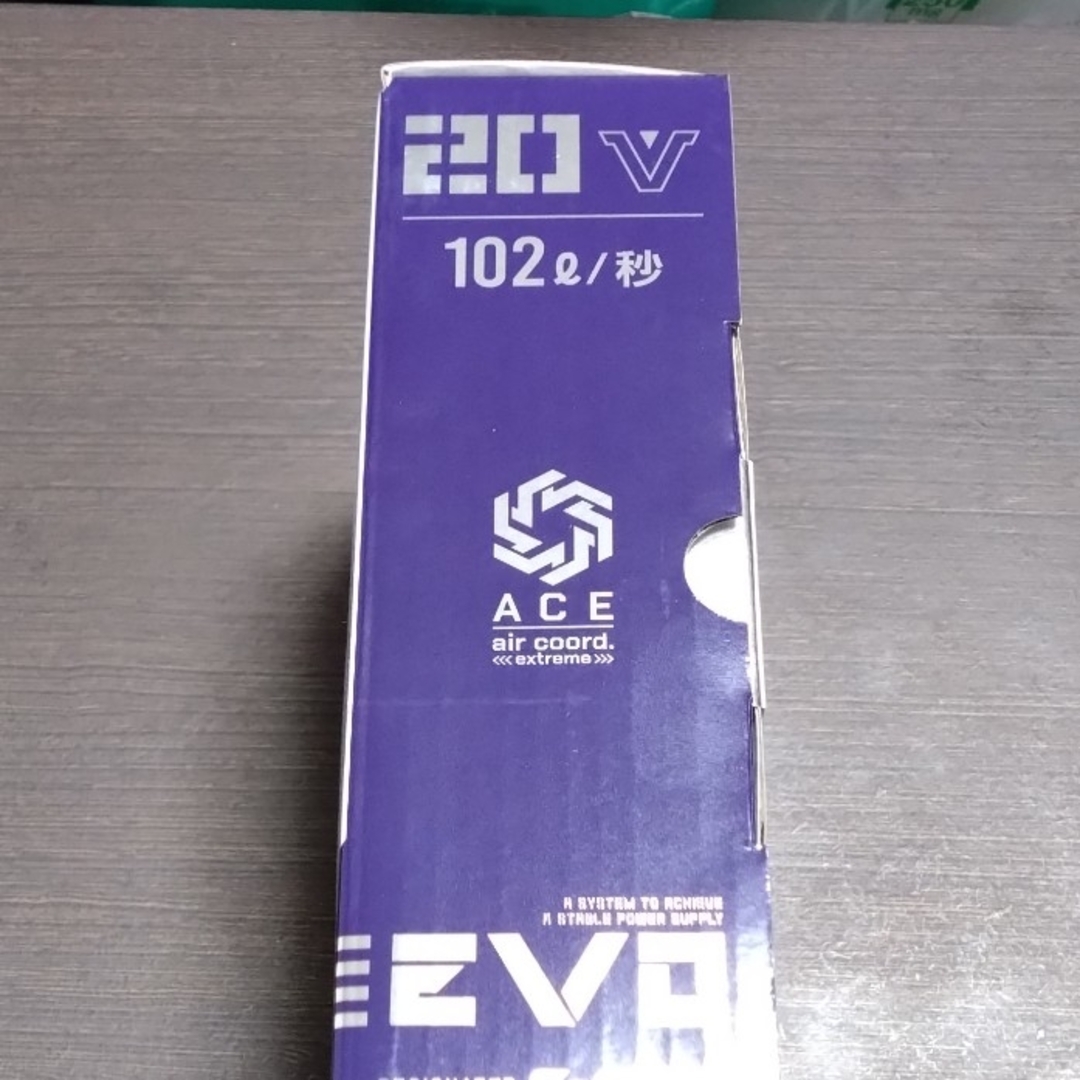 20V
102ℓ/秒
ACE
air coord.
<<<extreme>>>
A SYSTEM TO ACHIEVE
A STABLE POWER SUPPLY
EVO